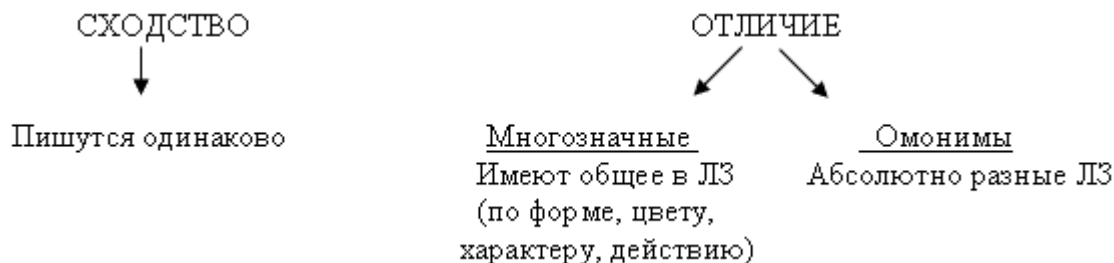 СХОДСТВО ОТЛИЧИЕ
Пишутся одинаково Многозначные Омонимы
Имеют общее в ЛЗ Абсолютно разные ЛЗ
(по форме, цвету,
характеру, действию)